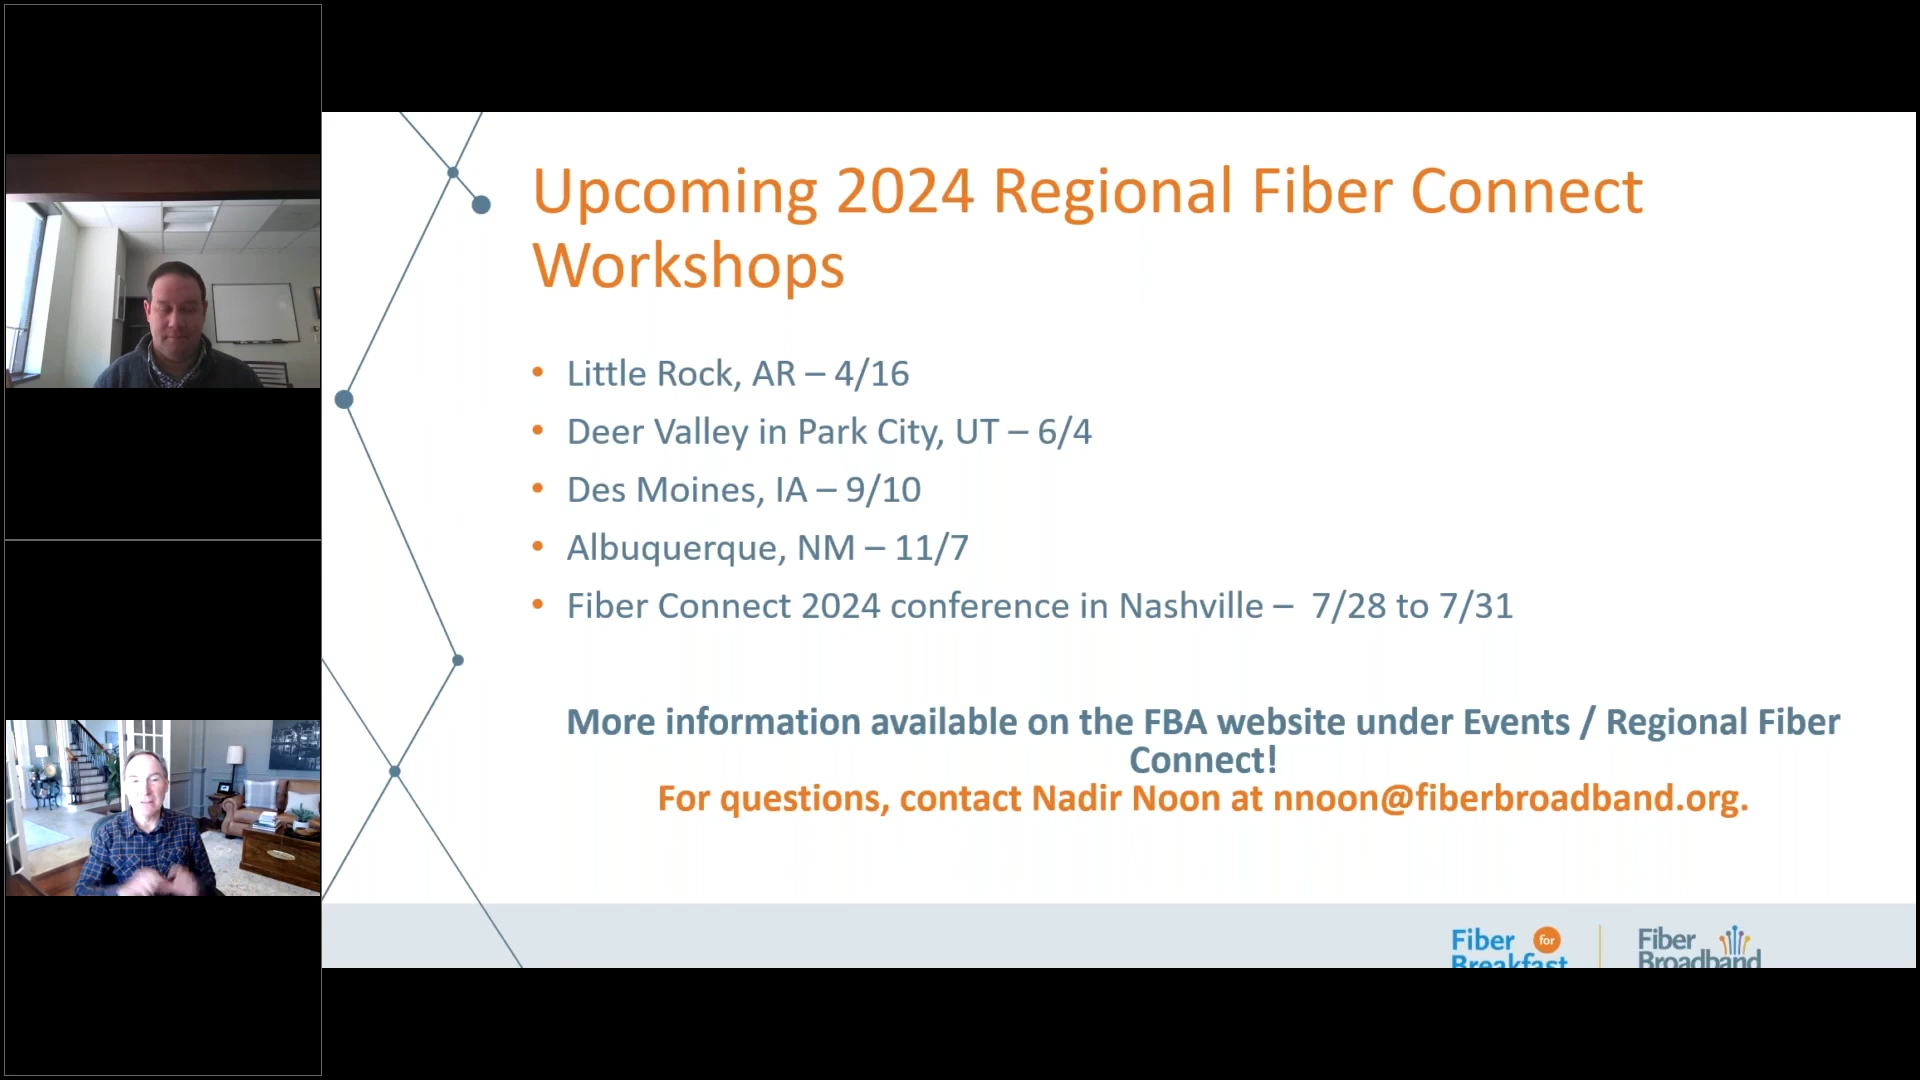 Upcoming 2024 Regional Fiber Connect
Workshops
• Little Rock, AR – 4/16
• Deer Valley in Park City, UT – 6/4
• Des Moines, IA – 9/10
• Albuquerque, NM – 11/7
• Fiber Connect 2024 conference in Nashville – 7/28 to 7/31
More information available on the FBA website under Events / Regional Fiber
Connect!
For questions, contact Nadir Noon at nnoon@fiberbroadband.org.
Fiber for
Breakfast
Fiber
Broadband